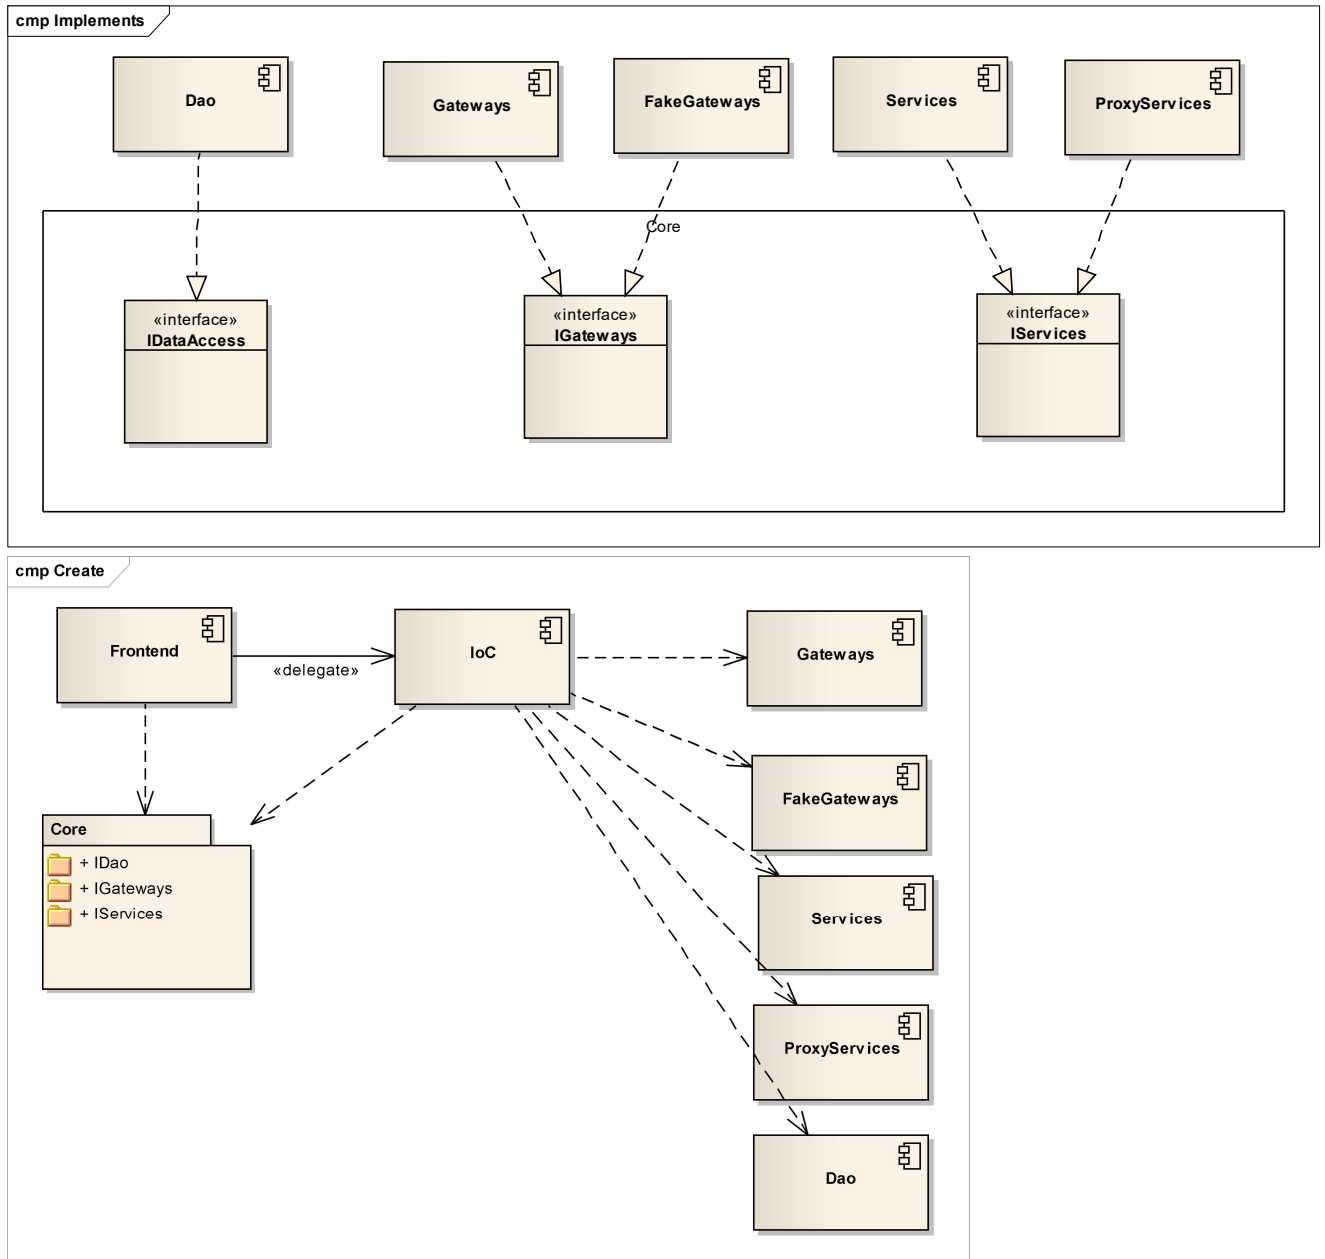 cmp Implements
Dao
Gateways
FakeGateways
Services
ProxyServices
Core
«interface»
IDataAccess
«interface»
IGateways
«interface»
IServices
cmp Create
Frontend
«delegate»
IoC
Gateways
FakeGateways
Core
+ IDao
+ IGateways
+ IServices
Services
ProxyServices
Dao